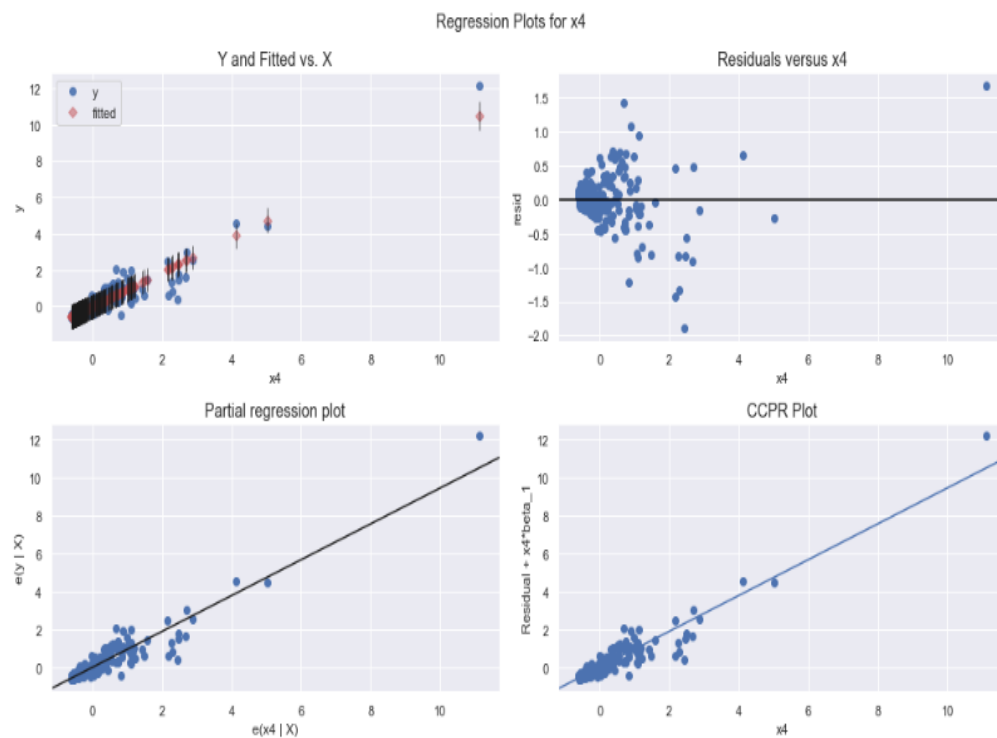 Regression Plots for x4
Y and Fitted vs. X
y
fitted
12
10
8
6
4
2
0
y
0 2 4 6 8 10
x4
Residuals versus x4
1.5
1.0
0.5
0.0
−0.5
−1.0
−1.5
−2.0
resid
0 2 4 6 8 10
x4
Partial regression plot
12
10
8
6
4
2
0
e(y | X)
0 2 4 6 8 10
e(x4 | X)
CCPR Plot
12
10
8
6
4
2
0
Residual + x4*beta_1
0 2 4 6 8 10
x4